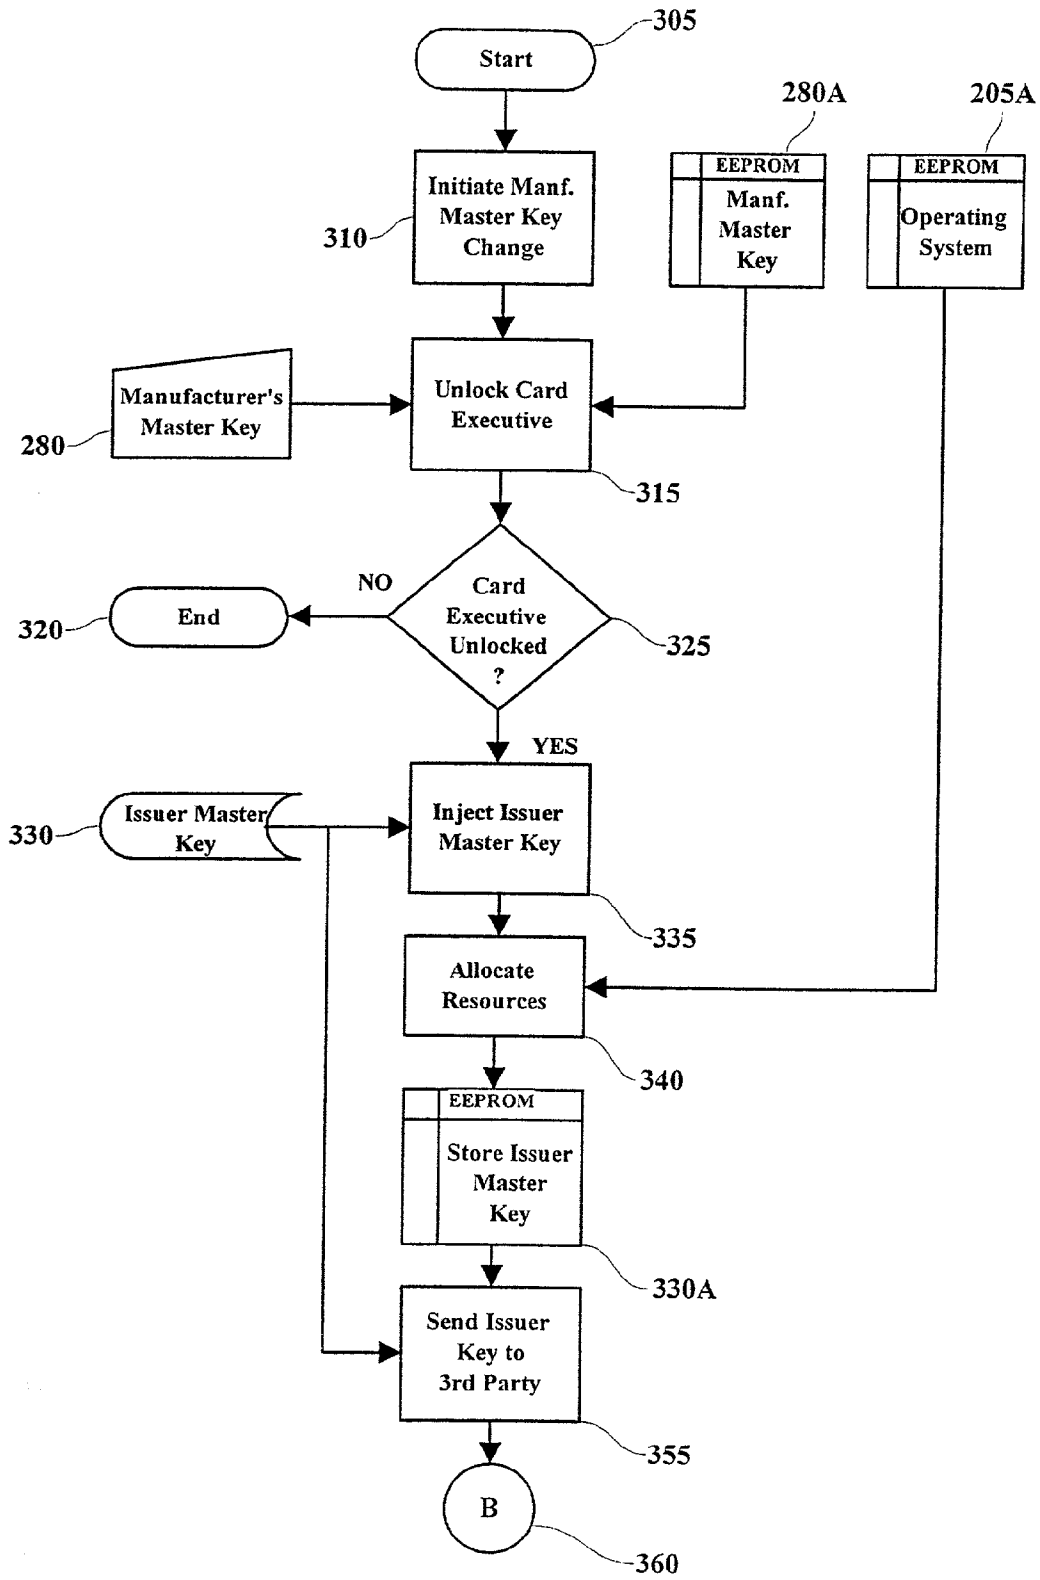 305
Start
280A
205A
EEPROM
Manf.
Master
Key
EEPROM
Operating
System
Initiate Manf.
Master Key
Change
310
Manufacturer's
Master Key
280
Unlock Card
Executive
315
NO
Card
Executive
Unlocked
?
325
End
320
YES
Issuer Master
Key
330
Inject Issuer
Master Key
335
Allocate
Resources
340
EEPROM
Store Issuer
Master
Key
330A
Send Issuer
Key to
3rd Party
355
B
360